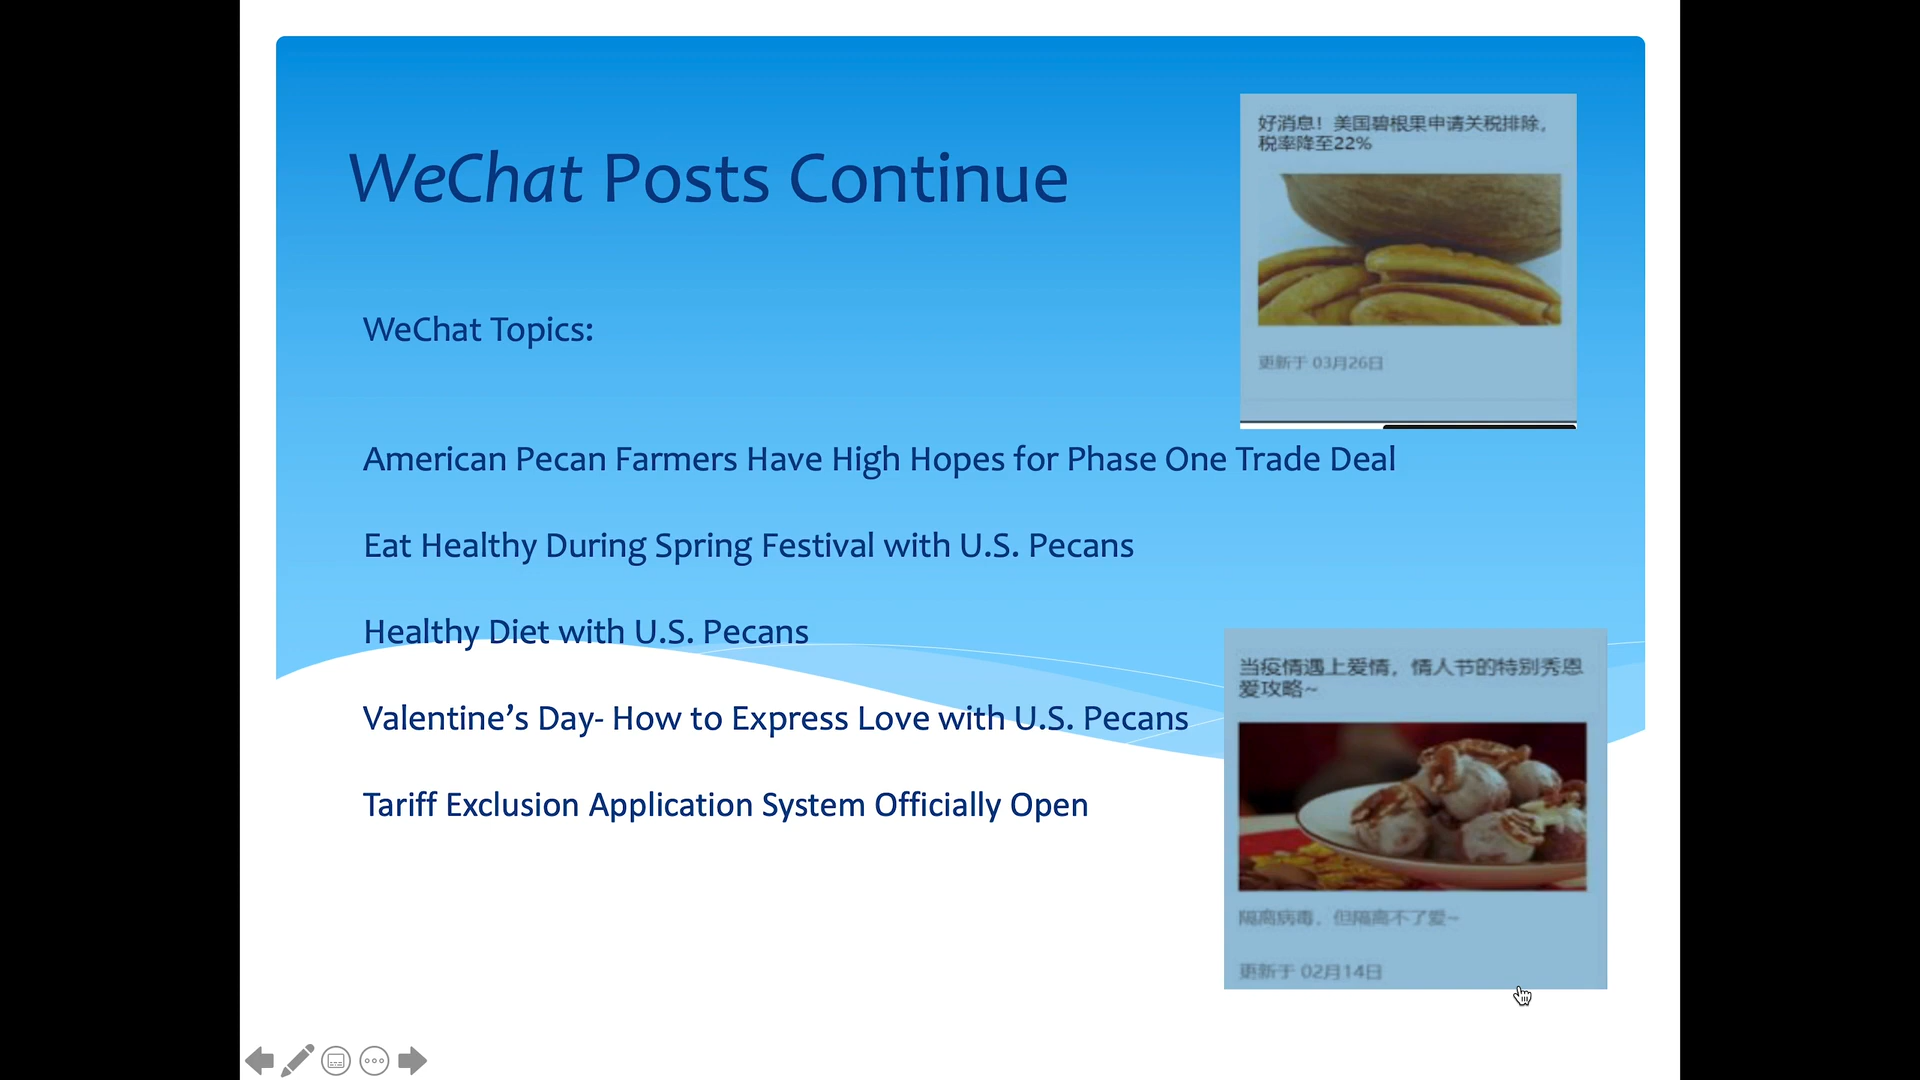 WeChat Posts Continue
好消息！美国碧根果申请关税排除，
税率降至22%
更新于 03月26日
WeChat Topics:
American Pecan Farmers Have High Hopes for Phase One Trade Deal
Eat Healthy During Spring Festival with U.S. Pecans
Healthy Diet with U.S. Pecans
Valentine’s Day- How to Express Love with U.S. Pecans
Tariff Exclusion Application System Officially Open
当疫情遇上爱情，情人节的特别秀恩
爱攻略~
隔离病毒，但隔离不了爱~
更新于 02月14日